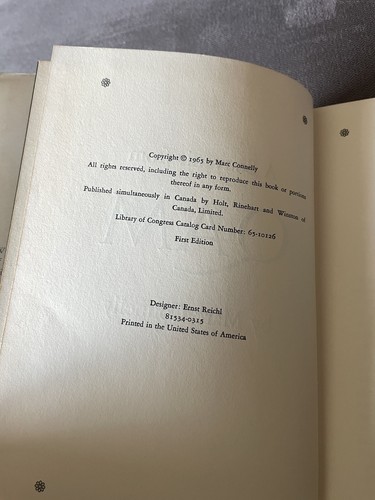 Copyright © 1965 by Marc Connelly
All rights reserved, including the right to reproduce this book or portions
thereof in any form.
Published simultaneously in Canada by Holt, Rinehart and Winston of
Canada, Limited.
Library of Congress Catalog Card Number: 65-10126
First Edition
Designer: Ernst Reichl
81534-0315
Printed in the United States of America